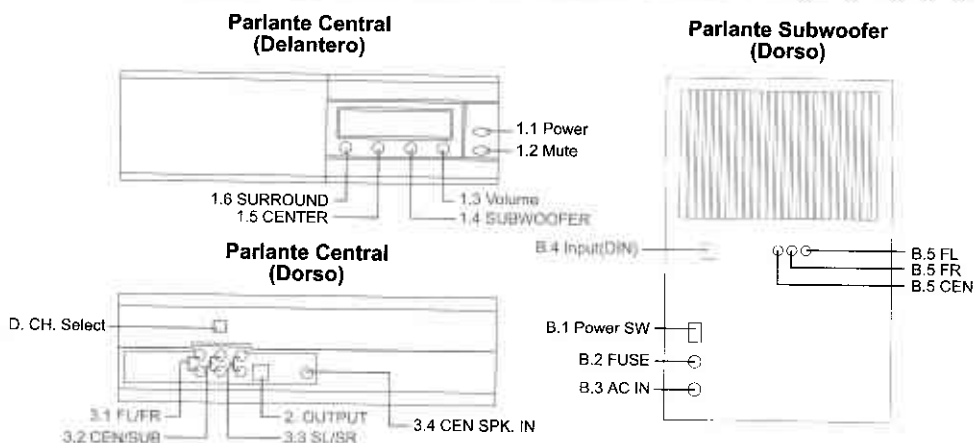 Parlante Central
(Delantero)
1.1 Power
1.2 Mute
1.6 SURROUND
1.3 Volume
1.5 CENTER
1.4 SUBWOOFER
Parlante Central
(Dorso)
D. CH. Select
3.1 FL/FR
2. OUTPUT
3.4 CEN SPK. IN
3.2 CEN/SUB
3.3 SL/SR
Parlante Subwoofer
(Dorso)
B.4 Input(DIN)
B.5 FL
B.5 FR
B.5 CEN
B.1 Power SW
B.2 FUSE
B.3 AC IN